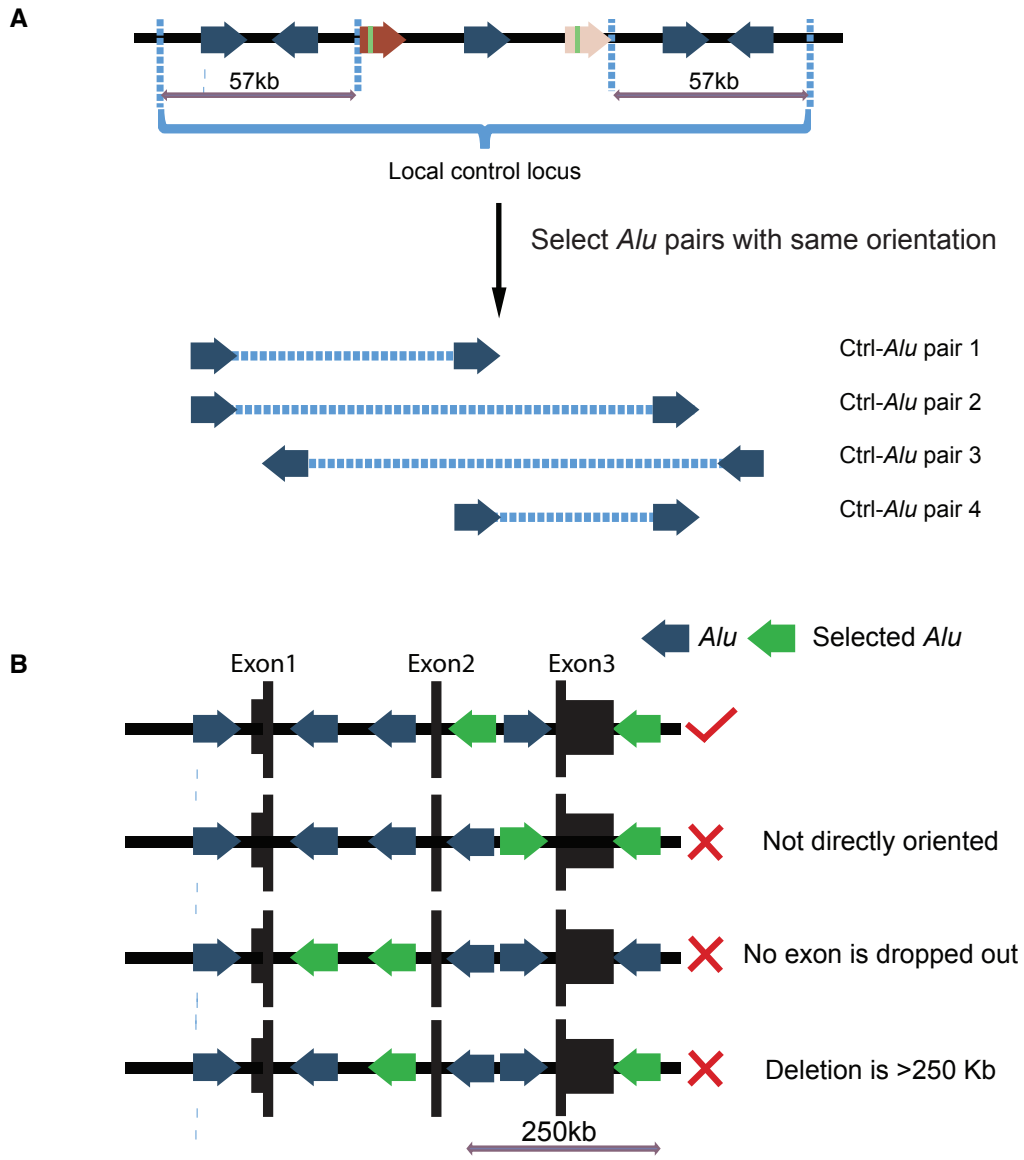 A
57kb 57kb
Local control locus
Select Alu pairs with same orientation
Ctrl-Alu pair 1
Ctrl-Alu pair 2
Ctrl-Alu pair 3
Ctrl-Alu pair 4
Alu Selected Alu
B
Exon1 Exon2 Exon3
Not directly oriented
No exon is dropped out
Deletion is >250 Kb
250kb